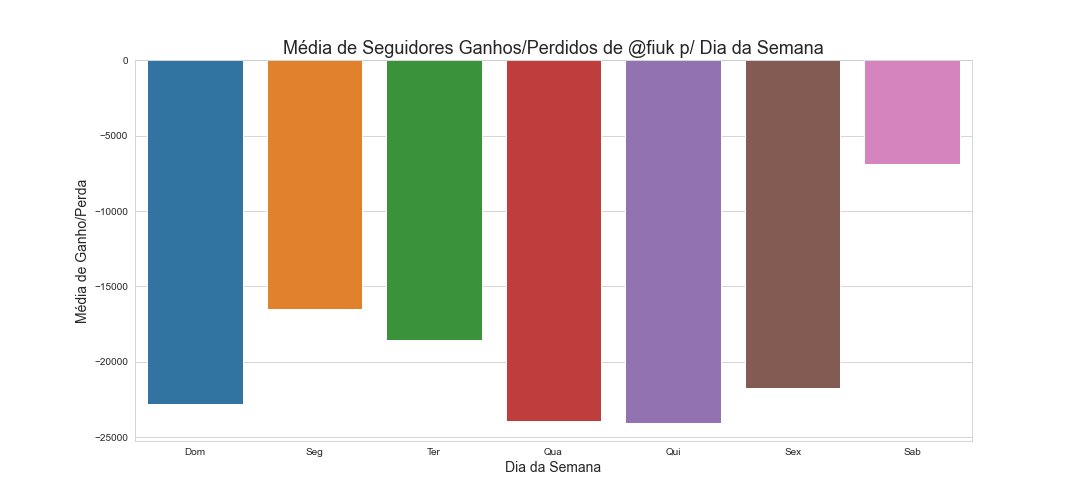 Média de Seguidores Ganhos/Perdidos de @fiuk p/ Dia da Semana
Média de Ganho/Perda
0
−5000
−10000
−15000
−20000
−25000
Dom Seg Ter Qua Qui Sex Sab
Dia da Semana